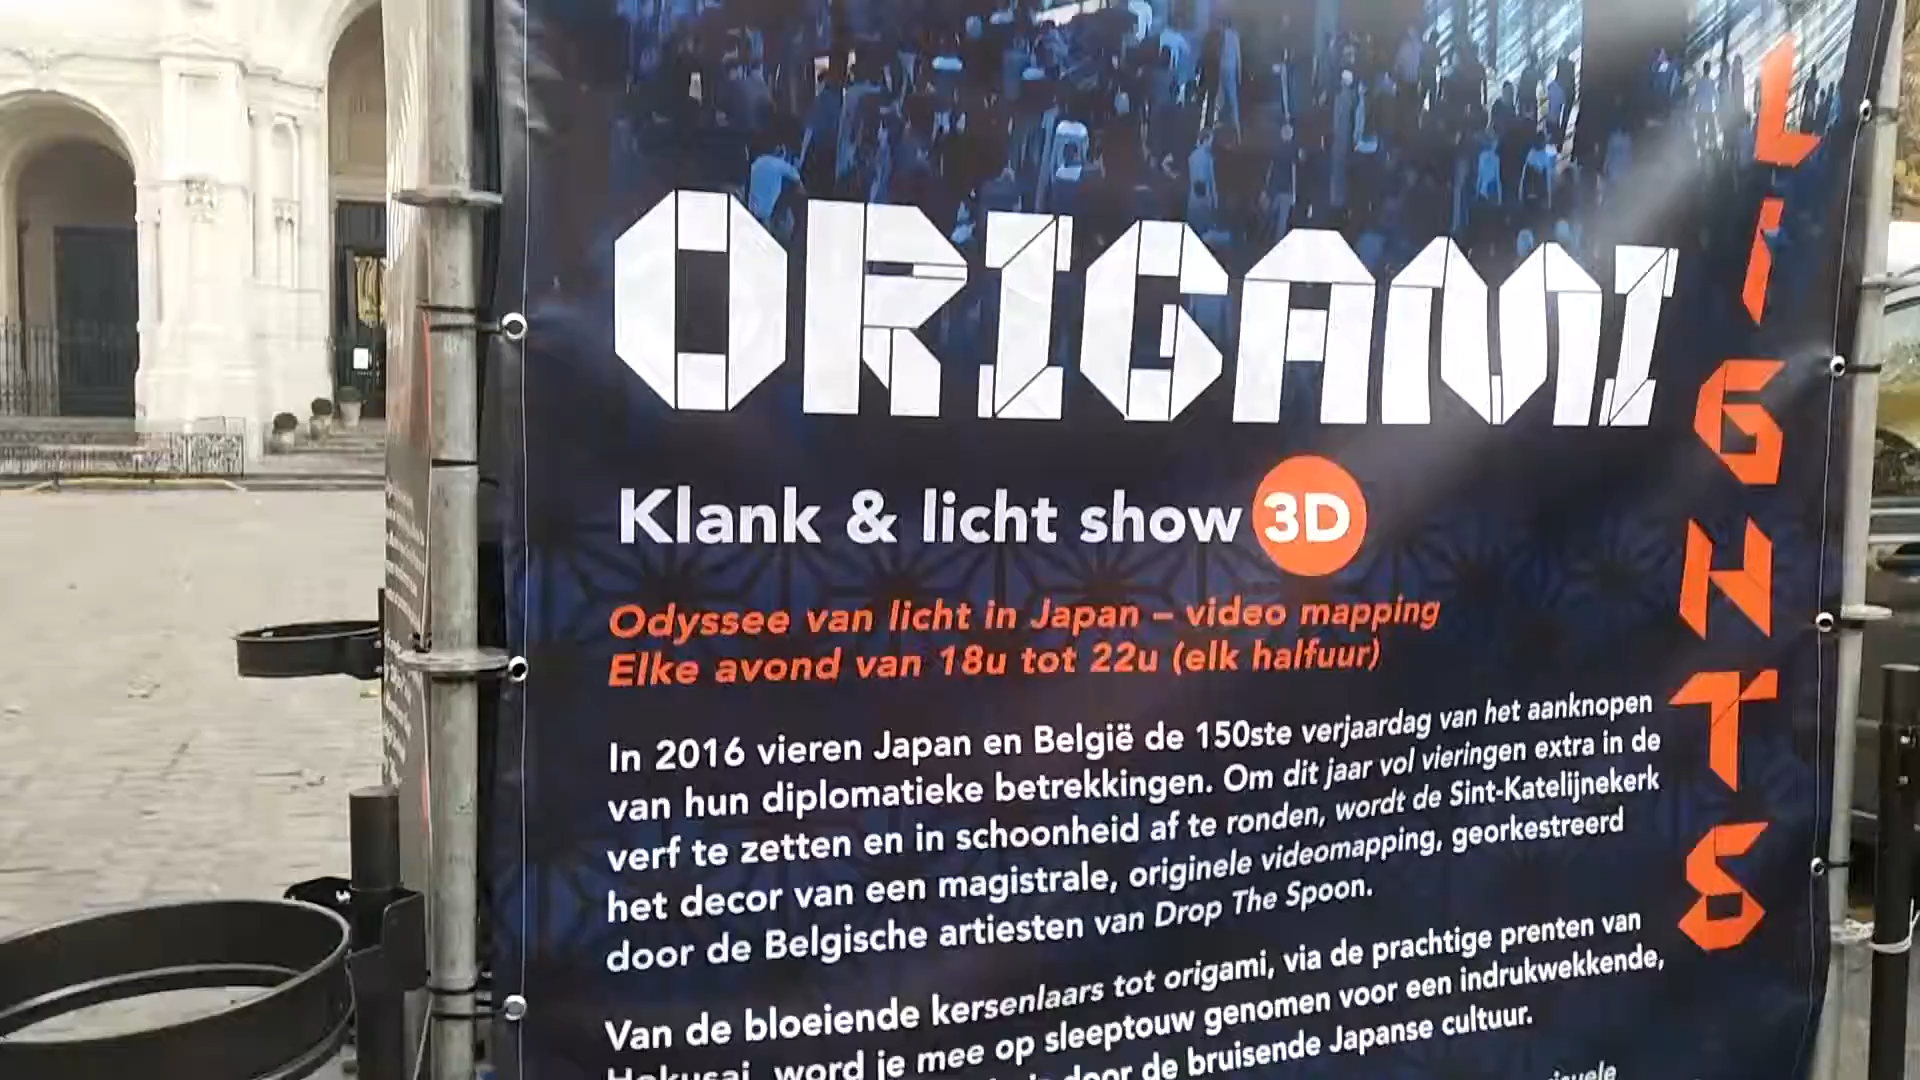 ORIGAMI
LIGHTS
Klank & licht show 3D
Odyssee van licht in Japan – video mapping
Elke avond van 18u tot 22u (elk halfuur)
In 2016 vieren Japan en België de 150ste verjaardag van het aanknopen
van hun diplomatieke betrekkingen. Om dit jaar vol vieringen extra in de
verf te zetten en in schoonheid af te ronden, wordt de Sint-Katelijnekerk
het decor van een magistrale, originele videomapping, georkestreerd
door de Belgische artiesten van Drop The Spoon.
Van de bloeiende kersenlaars tot origami, via de prachtige prenten van
Hokusai, word je mee op sleeptouw genomen voor een indrukwekkende,
door de bruisende Japanse cultuur.